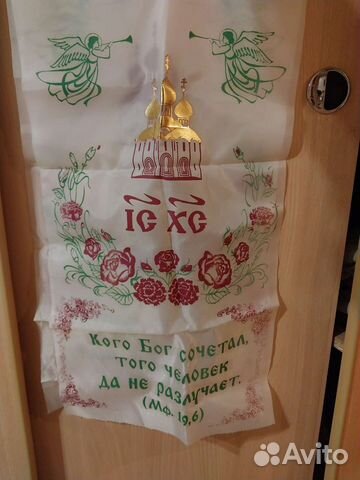 IC XC
Кого Бог сочетал,
того человек
да не разлучает.
(Мф. 19,6)
Avito